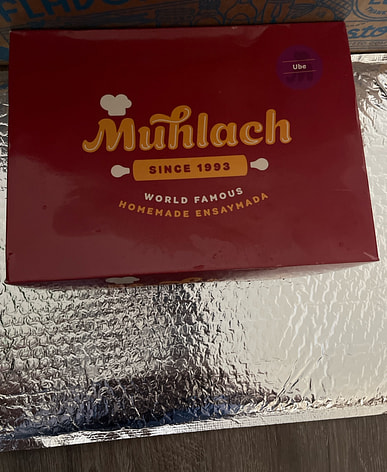 Ube
Muhlach
SINCE 1993
WORLD FAMOUS
HOMEMADE ENSAYMADA